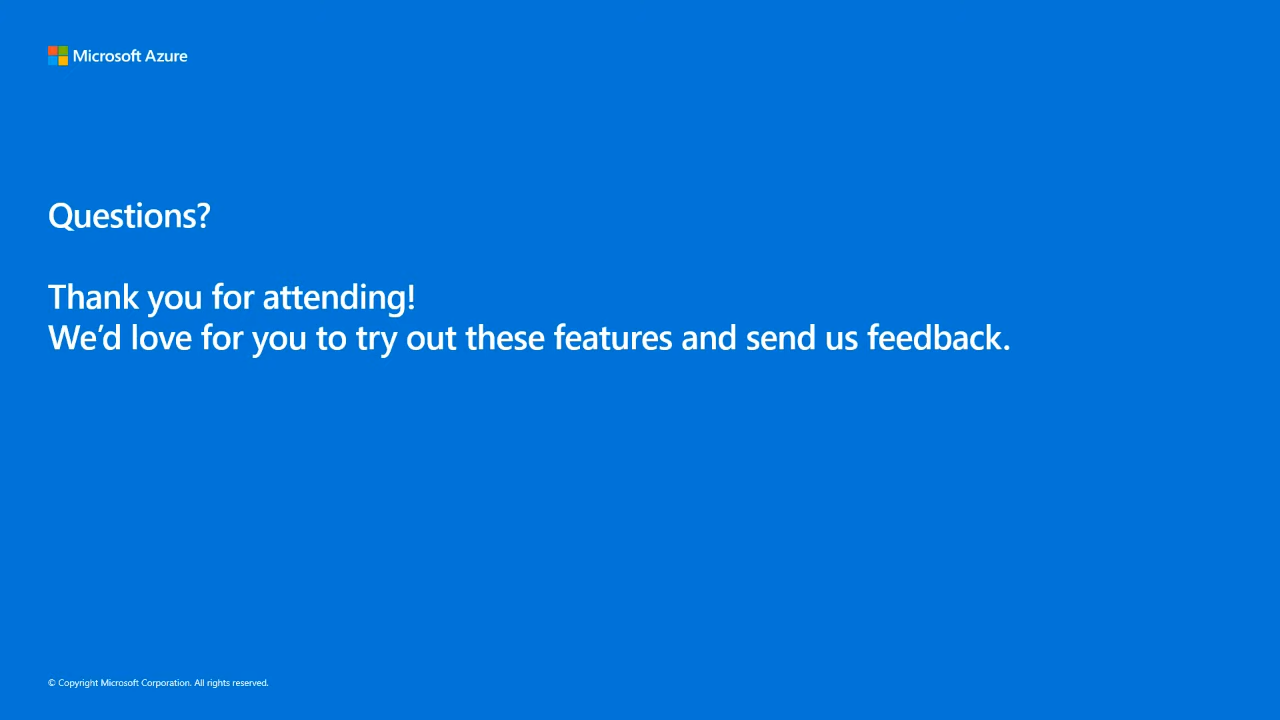 Microsoft Azure
Questions?
Thank you for attending!
We’d love for you to try out these features and send us feedback.
© Copyright Microsoft Corporation. All rights reserved.